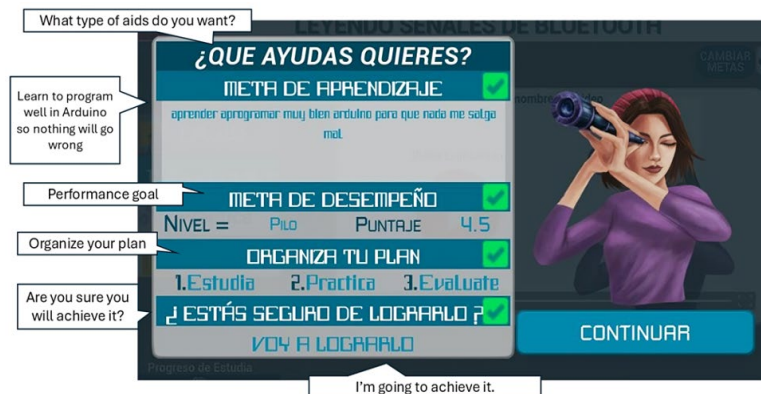 What type of aids do you want?
LEYENDO SEÑALES DE BLUETOOTH
¿QUE AYUDAS QUIERES?
CAMBIAR
METAS
META DE APRENDIZAJE
Learn to program
well in Arduino
so nothing will go
wrong
aprender aprogramar muy bien arduino para que nada me salga
mal
Performance goal
META DE DESEMPEÑO
NIVEL = PILO PUNTAJE 4.5
Organize your plan
ORGANIZA TU PLAN
1.Estudia 2.Practica 3.Evaluate
Are you sure you
will achieve it?
¿ESTÁS SEGURO DE LOGRARLO ?
VOY A LOGRARLO
CONTINUAR
Progreso de Estudia
I'm going to achieve it.